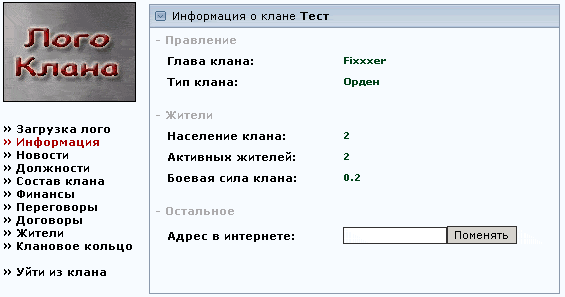 Лого
Клана
» Загрузка лого
» Информация
» Новости
» Должности
» Состав клана
» Финансы
» Переговоры
» Договоры
» Жители
» Клановое кольцо
» Уйти из клана
Информация о клане Тест
- Правление
Глава клана: Fixxxer
Тип клана: Орден
- Жители
Население клана: 2
Активных жителей: 2
Боевая сила клана: 0.2
- Остальное
Адрес в интернете: Поменять